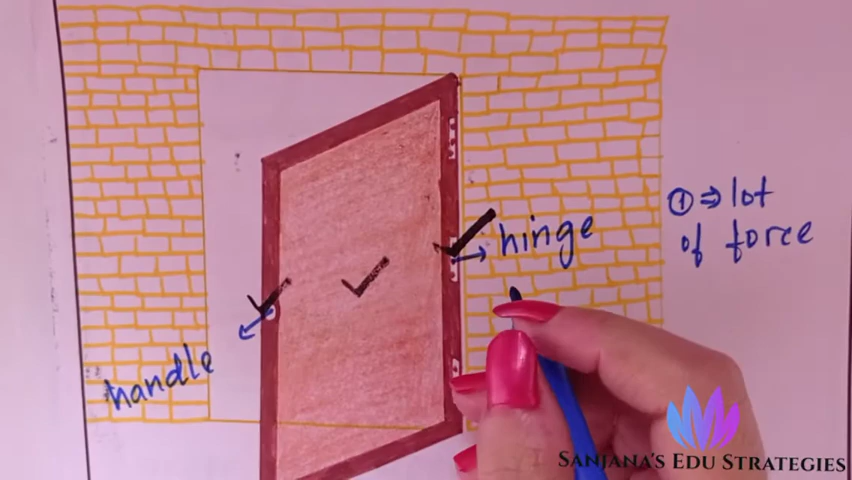 ① ⇒ lot
of force
hinge
handle
SANJANA'S EDU STRATEGIES